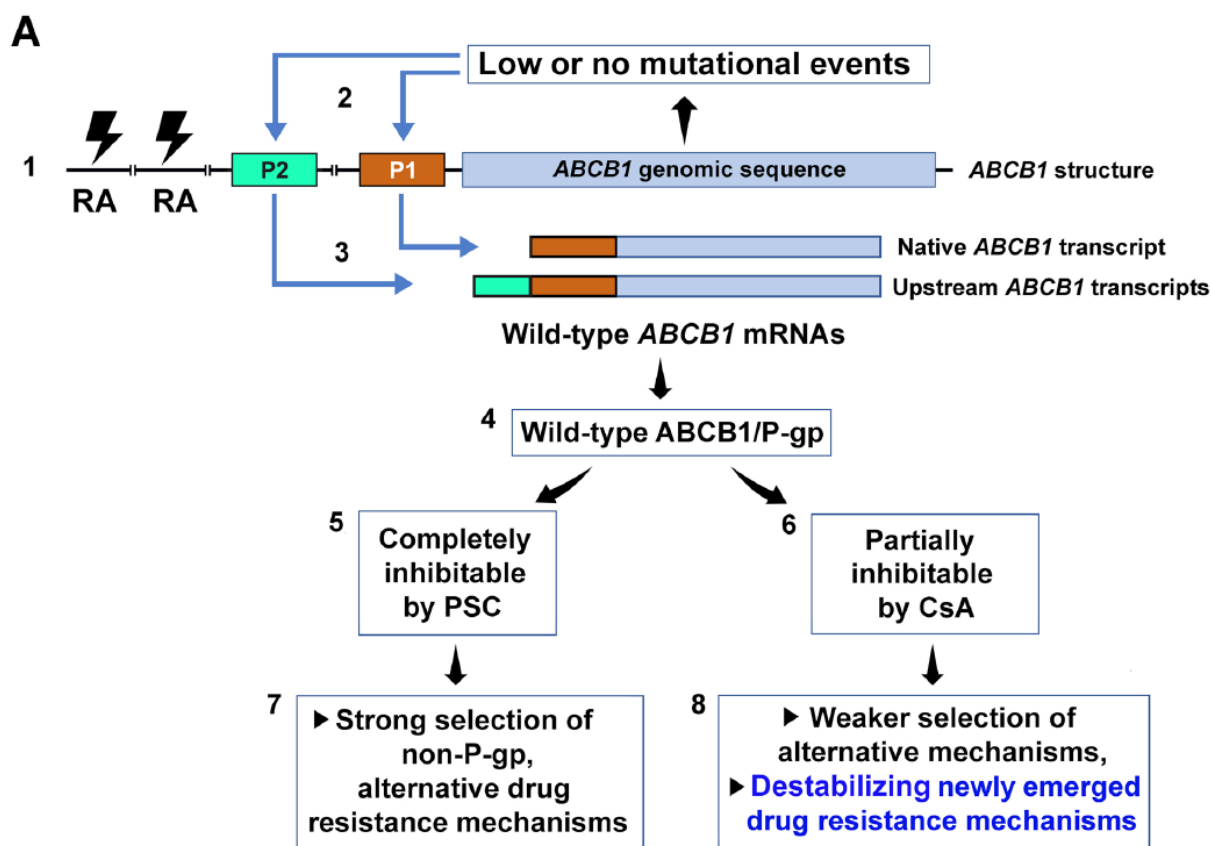 A
Low or no mutational events
2
1
P2
P1
ABCB1 genomic sequence
ABCB1 structure
RA
RA
3
Native ABCB1 transcript
Upstream ABCB1 transcripts
Wild-type ABCB1 mRNAs
4
Wild-type ABCB1/P-gp
5
Completely
inhibitable
by PSC
6
Partially
inhibitable
by CsA
7
▶ Strong selection of
non-P-gp,
alternative drug
resistance mechanisms
8
▶ Weaker selection of
alternative mechanisms,
▶ Destabilizing newly emerged
drug resistance mechanisms